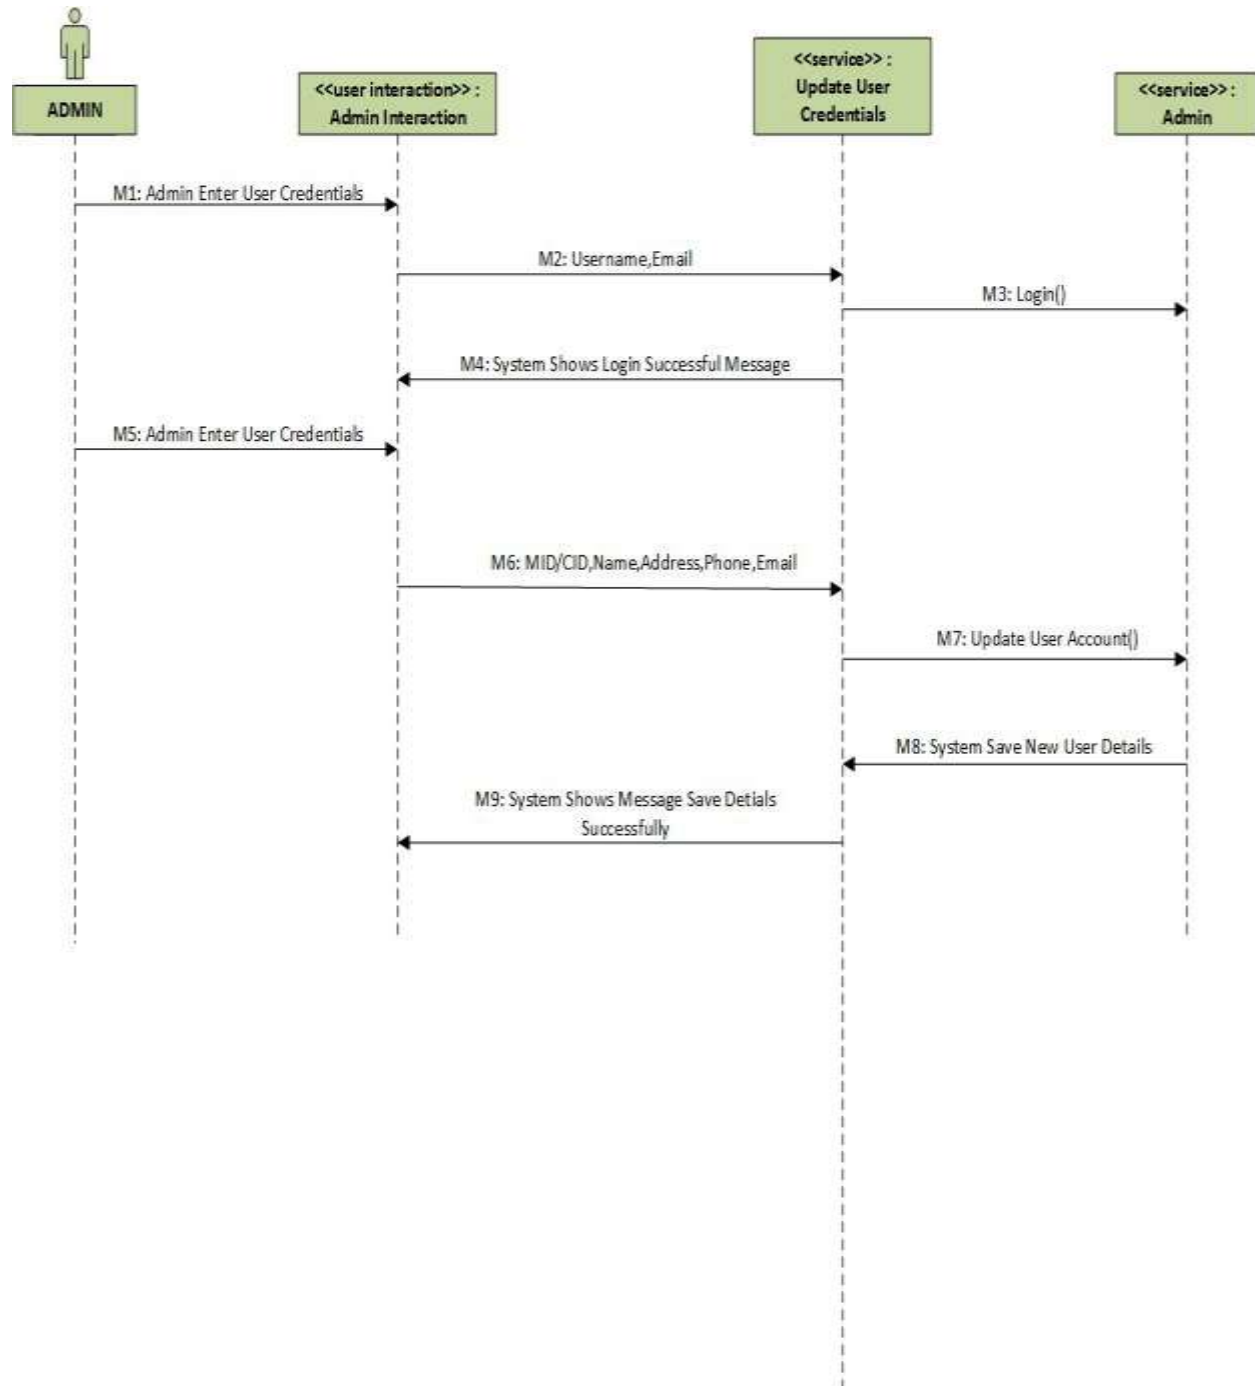 <<service>> :
Update User
Credentials
<<user interaction>> :
Admin Interaction
<<service>> :
Admin
ADMIN
M1: Admin Enter User Credentials
M2: Username,Email
M3: Login()
M4: System Shows Login Successful Message
M5: Admin Enter User Credentials
M6: MID/CID,Name,Address,Phone,Email
M7: Update User Account()
M8: System Save New User Details
M9: System Shows Message Save Detials
Successfully